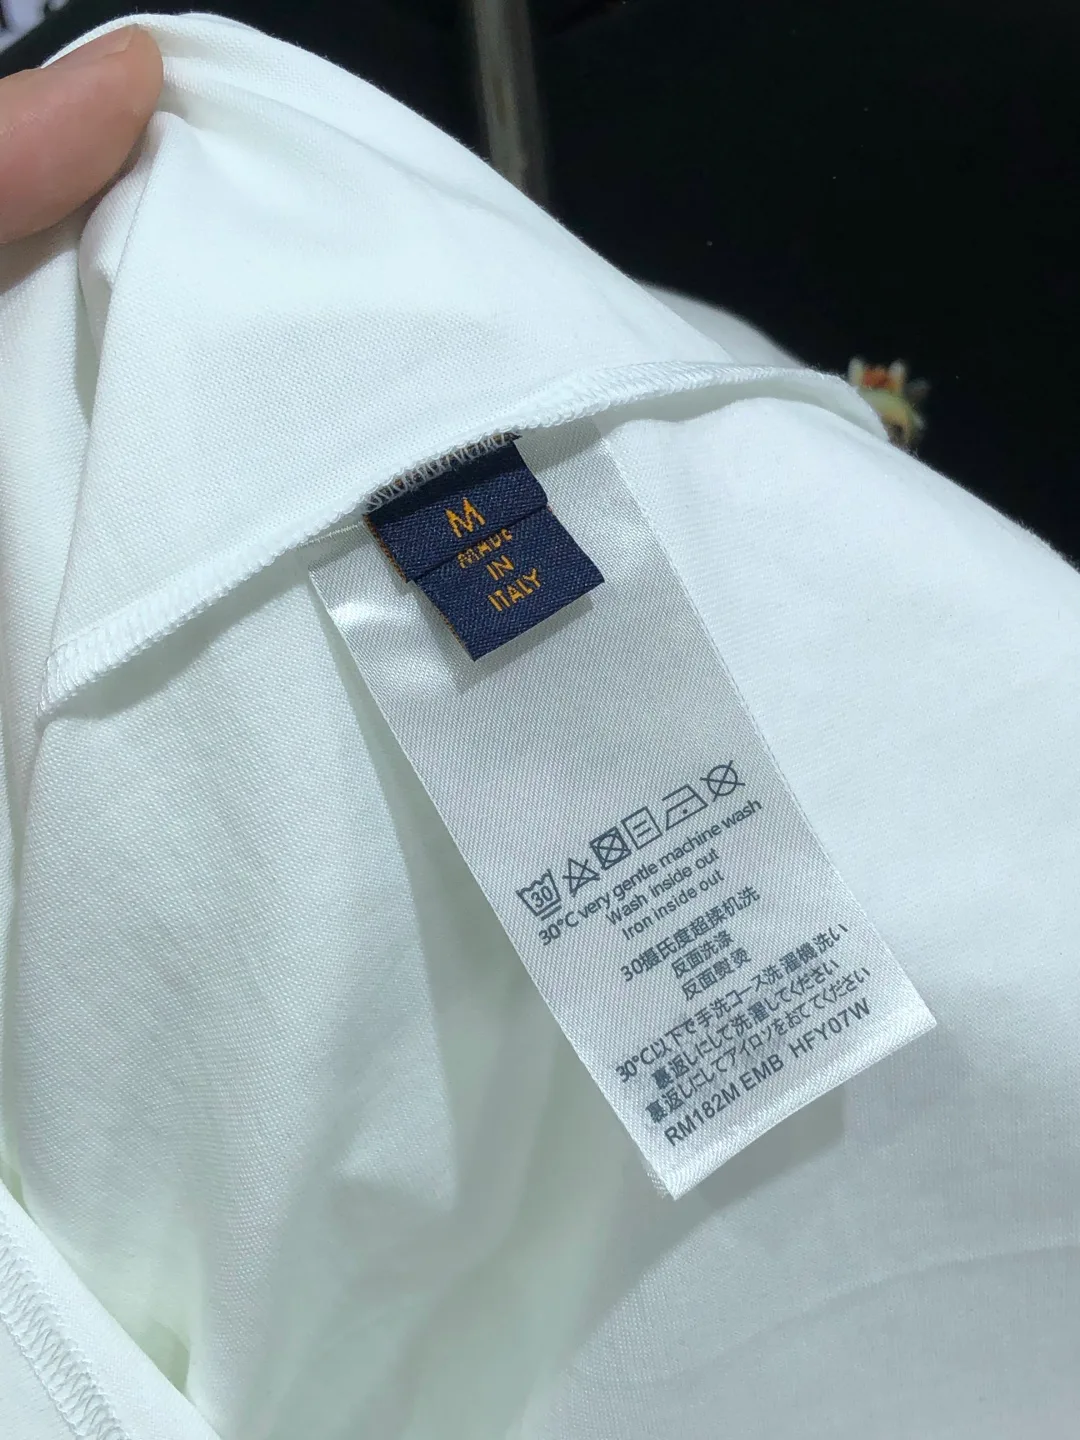 M
MADE
IN
ITALY
30
30°C very gentle machine wash
Wash inside out
Iron inside out
30摄氏度超揉机洗
反面洗涤
反面熨烫
30℃以下で手洗コース洗濯機洗い
裏返しにして洗濯してください
裏返しにしてアイロソをおててください
RM182M EMB HFY07W